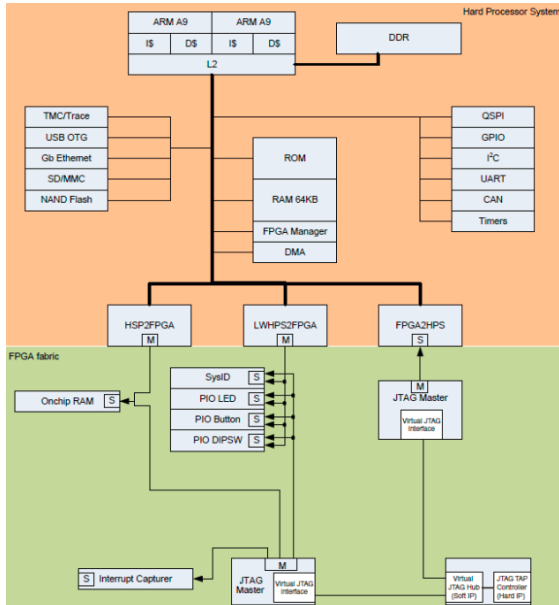 Hard Processor System
ARM A9
ARM A9
I$
D$
I$
D$
L2
DDR
TMC/Trace
USB OTG
Gb Ethernet
SD/MMC
NAND Flash
ROM
RAM 64KB
FPGA Manager
DMA
QSPI
GPIO
I²C
UART
CAN
Timers
HSP2FPGA
M
LWHPS2FPGA
M
FPGA2HPS
S
FPGA fabric
SysID
S
PIO LED
S
PIO Button
S
PIO DIPSW
S
Onchip RAM
S
M
JTAG Master
Virtual JTAG
Interface
S
Interrupt Capturer
M
JTAG
Master
Virtual JTAG
Interface
Virtual
JTAG Hub
(Soft IP)
JTAG TAP
Controller
(Hard IP)